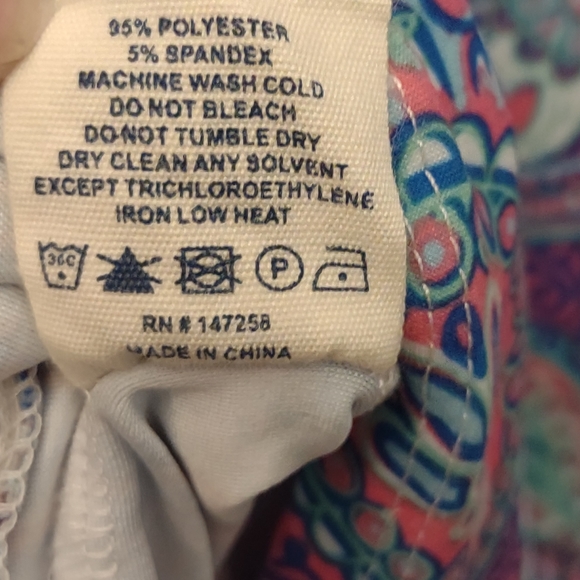 95% POLYESTER
5% SPANDEX
MACHINE WASH COLD
DO NOT BLEACH
DO NOT TUMBLE DRY
DRY CLEAN ANY SOLVENT
EXCEPT TRICHLOROETHYLENE
IRON LOW HEAT
30C P
RN # 147258
MADE IN CHINA